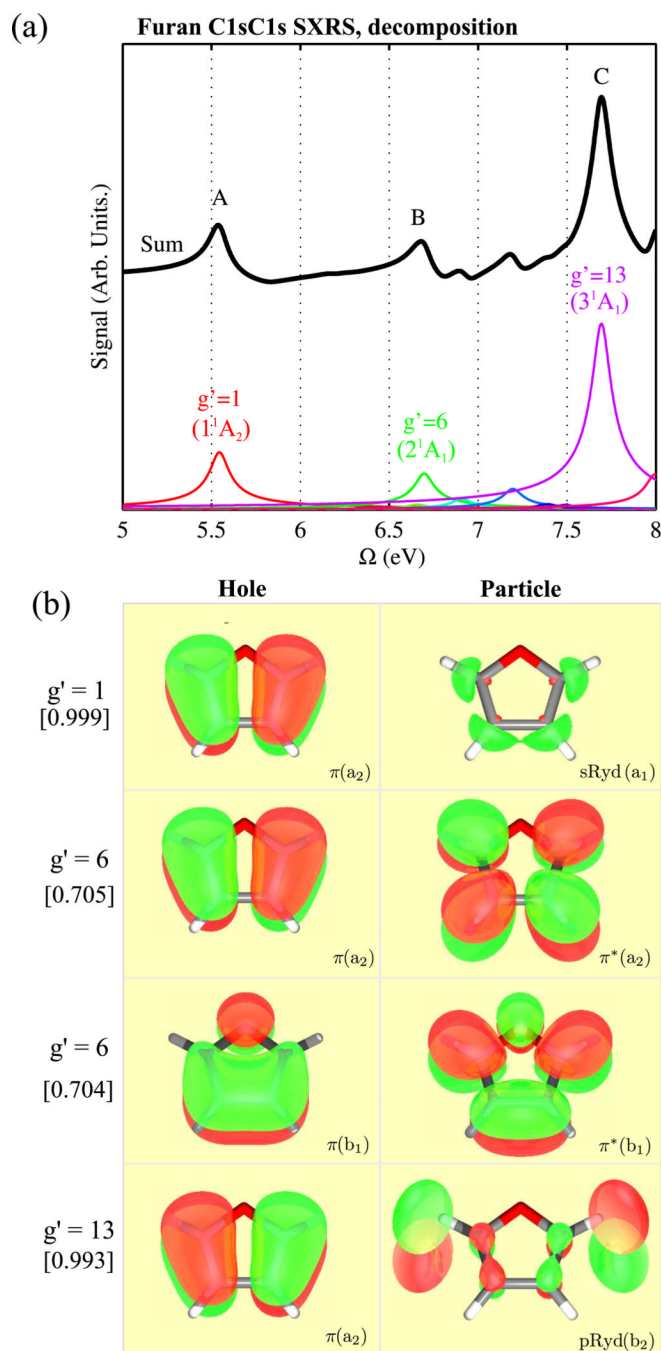 (a)
Furan C1sC1s SXRS, decomposition
Signal (Arb. Units.)
A
B
C
Sum
g'=13
(3¹A₁)
g'=1
(1¹A₂)
g'=6
(2¹A₁)
5 5.5 6 6.5 7 7.5 8
Ω (eV)
(b)
Hole Particle
g' = 1
[0.999]
π(a₂) sRyd(a₁)
g' = 6
[0.705]
π(a₂) π*(a₂)
g' = 6
[0.704]
π(b₁) π*(b₁)
g' = 13
[0.993]
π(a₂) pRyd(b₂)